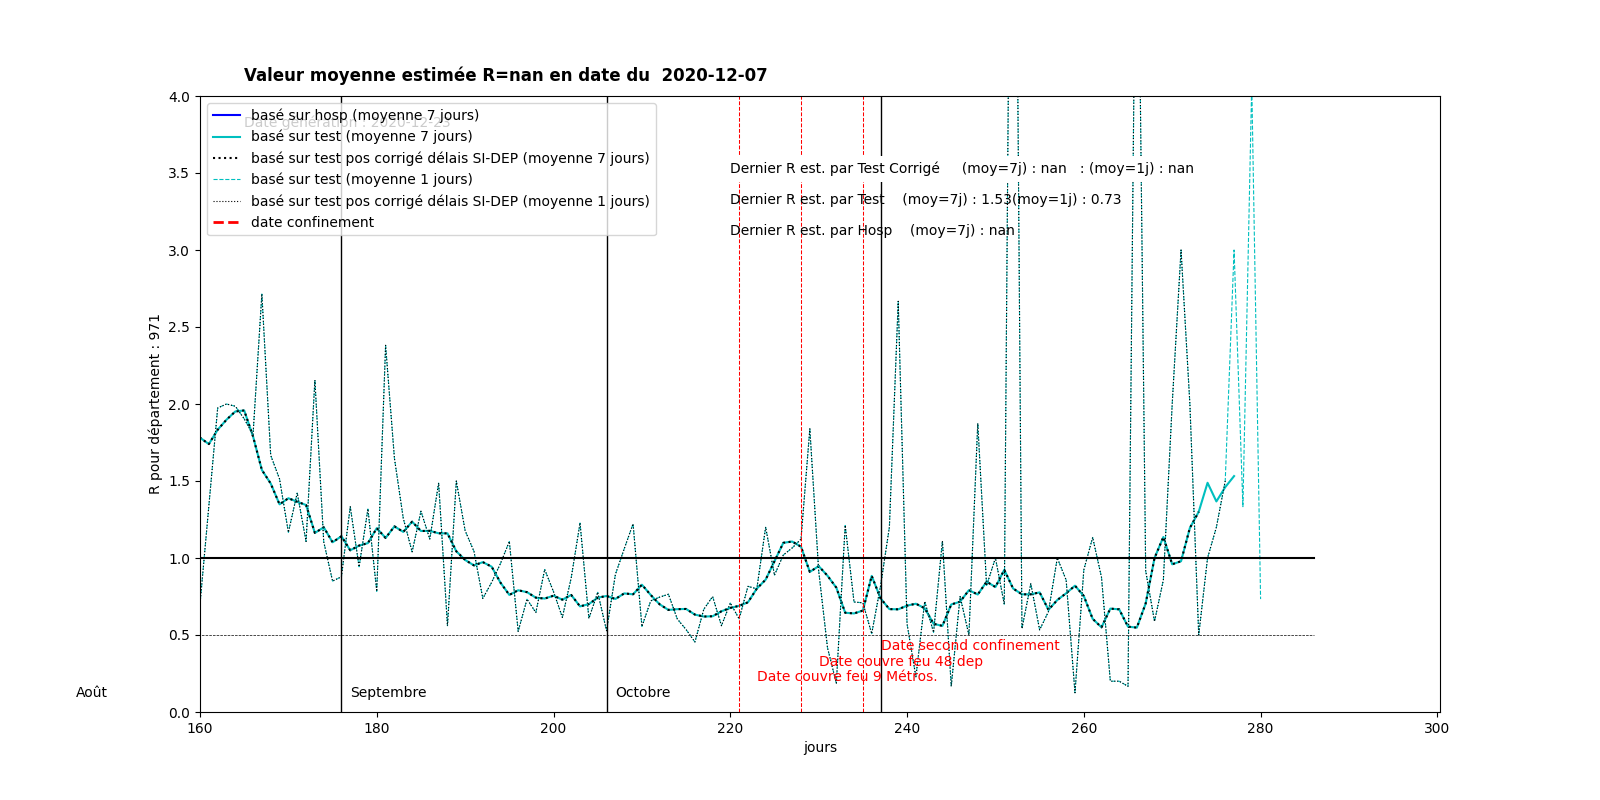 Valeur moyenne estimée R=nan en date du  2020-12-07
basé sur hosp (moyenne 7 jours)
Date génération : 2020-12-23
basé sur test (moyenne 7 jours)
basé sur test pos corrigé délais SI-DEP (moyenne 7 jours)
basé sur test (moyenne 1 jours)
basé sur test pos corrigé délais SI-DEP (moyenne 1 jours)
date confinement
Dernier R est. par Test Corrigé     (moy=7j) : nan   : (moy=1j) : nan
Dernier R est. par Test    (moy=7j) : 1.53(moy=1j) : 0.73
Dernier R est. par Hosp    (moy=7j) : nan
R pour département : 971
4.0
3.5
3.0
2.5
2.0
1.5
1.0
0.5
0.0
Date second confinement
Date couvre feu 48 dep
Date couvre feu 9 Métros.
Août
Septembre
Octobre
160 180 200 220 240 260 280 300
jours